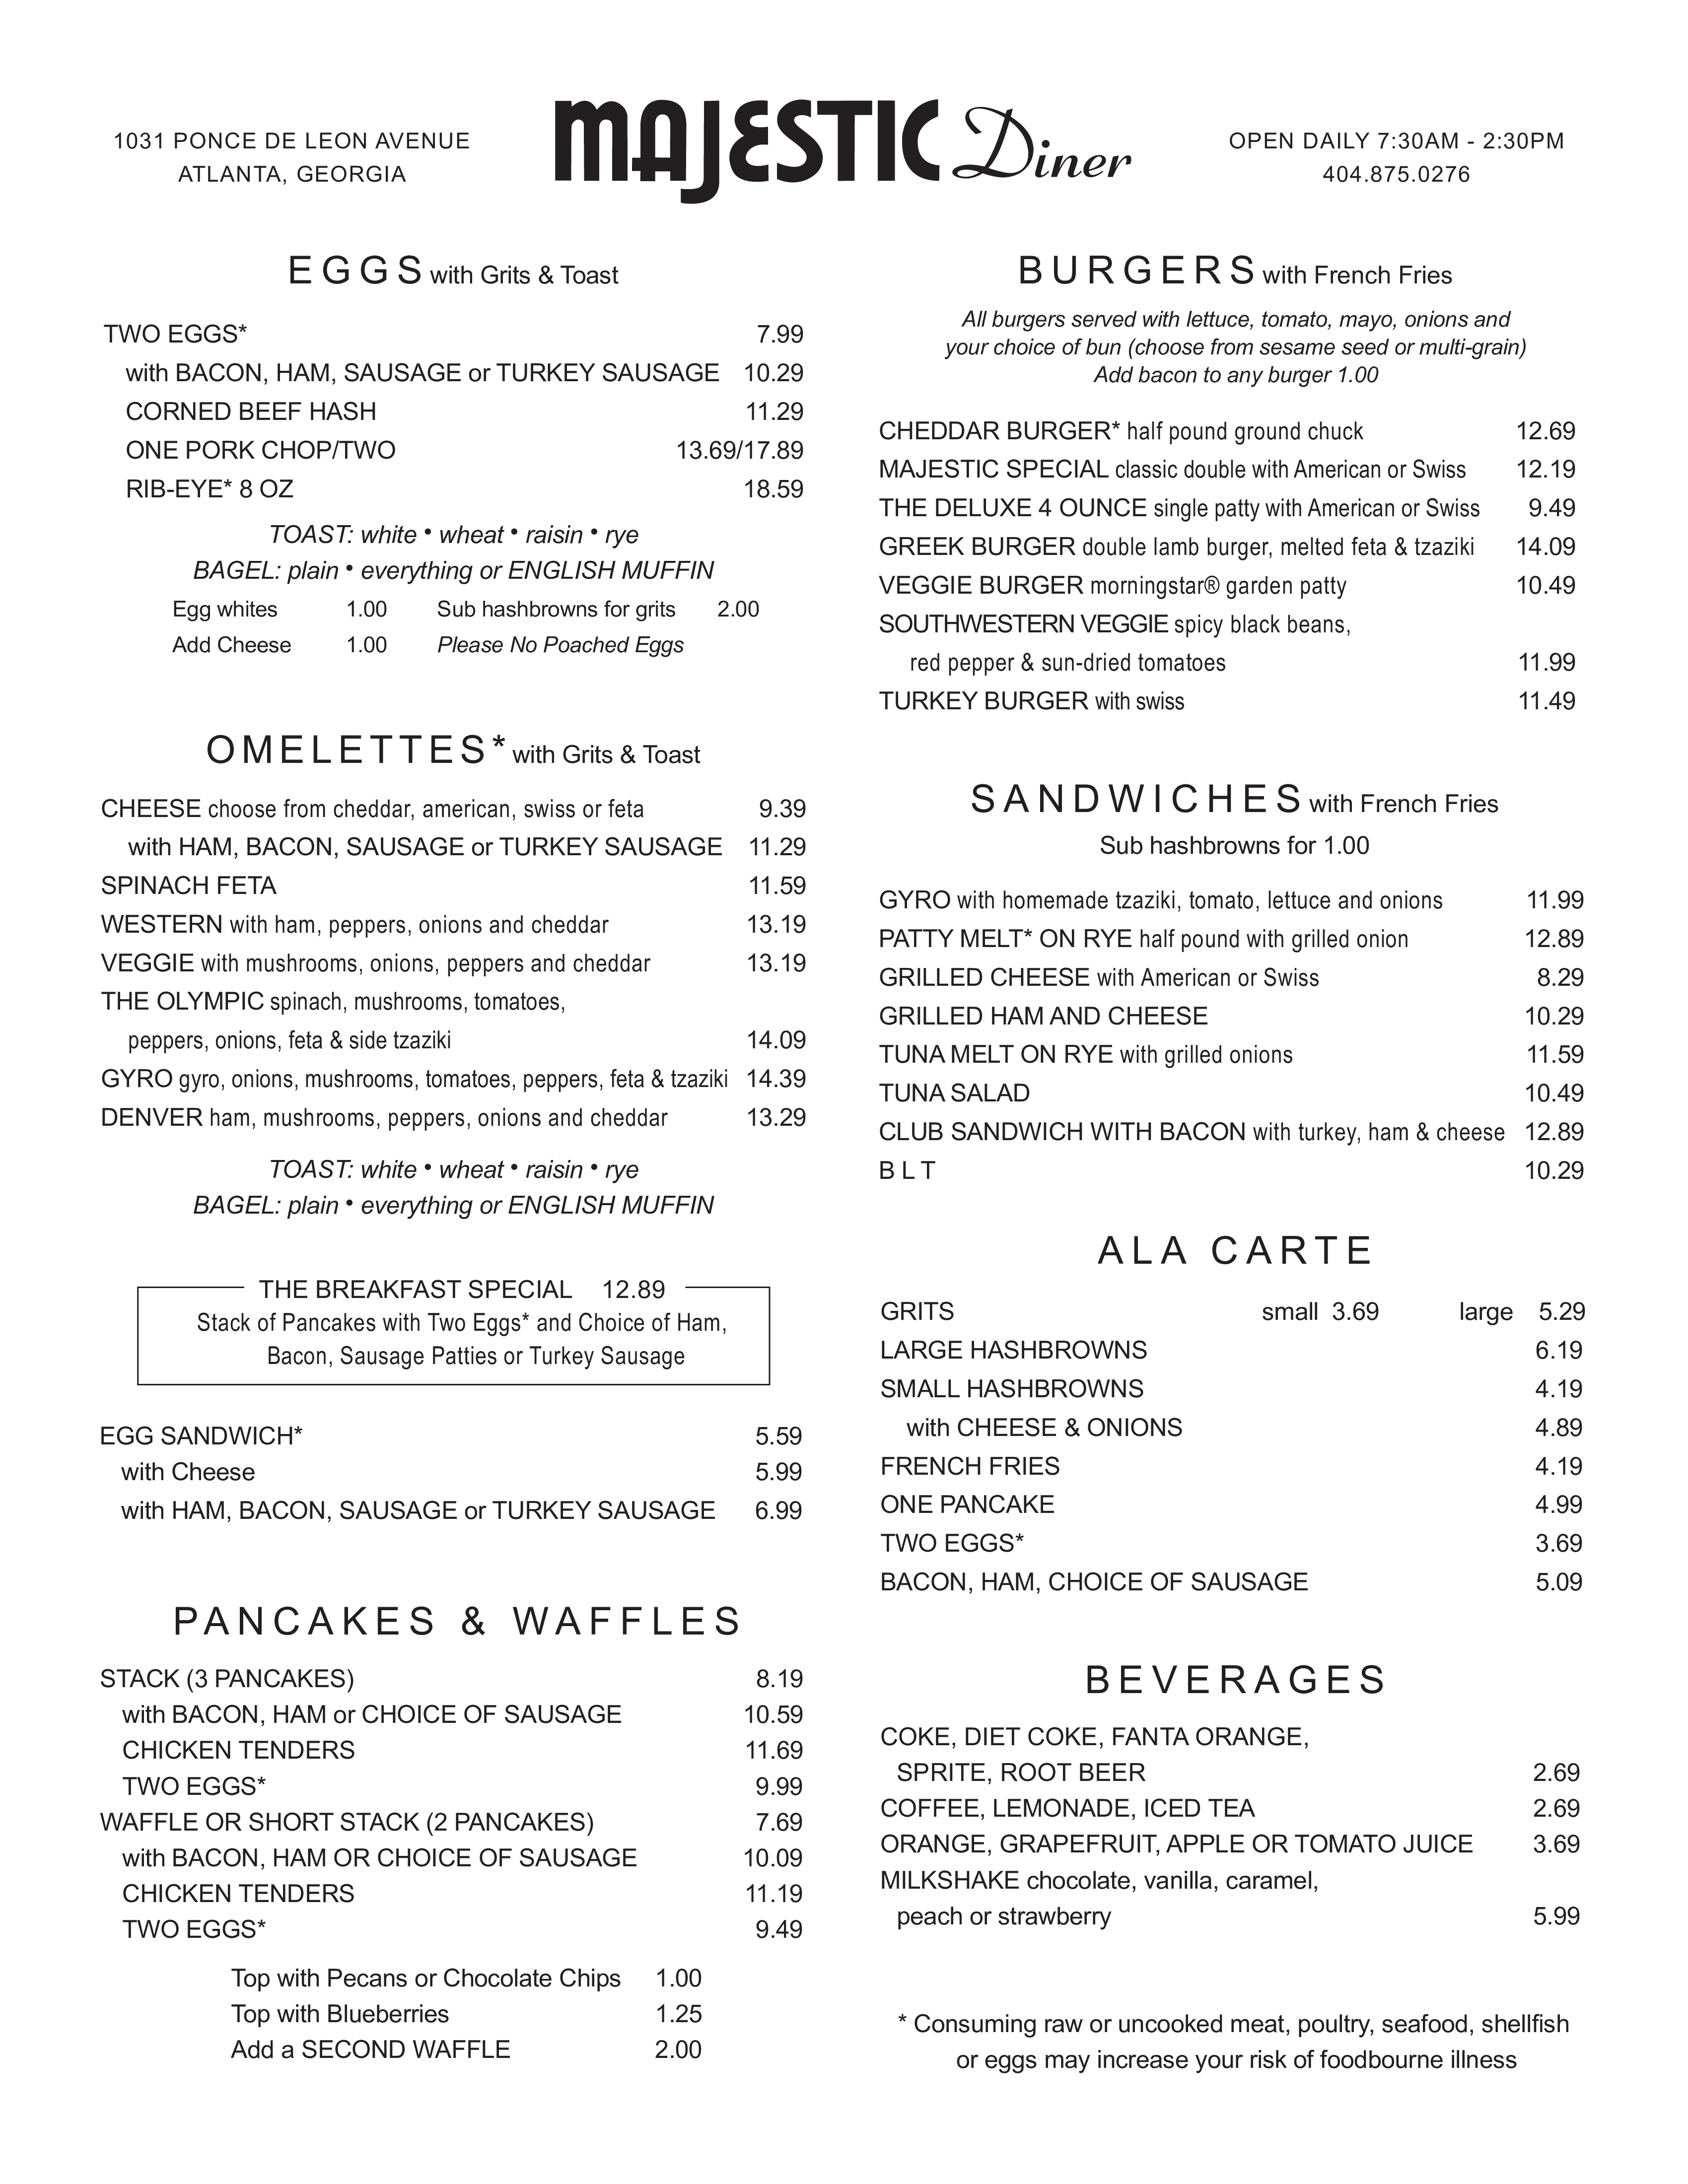 1031 PONCE DE LEON AVENUE
ATLANTA, GEORGIA
MAJESTIC Diner
OPEN DAILY 7:30AM - 2:30PM
404.875.0276
EGGS with Grits & Toast
TWO EGGS* 7.99
with BACON, HAM, SAUSAGE or TURKEY SAUSAGE 10.29
CORNED BEEF HASH 11.29
ONE PORK CHOP/TWO 13.69/17.89
RIB-EYE* 8 OZ 18.59
TOAST: white • wheat • raisin • rye
BAGEL: plain • everything or ENGLISH MUFFIN
Egg whites 1.00 Sub hashbrowns for grits 2.00
Add Cheese 1.00 Please No Poached Eggs
OMELETTES* with Grits & Toast
CHEESE choose from cheddar, american, swiss or feta 9.39
with HAM, BACON, SAUSAGE or TURKEY SAUSAGE 11.29
SPINACH FETA 11.59
WESTERN with ham, peppers, onions and cheddar 13.19
VEGGIE with mushrooms, onions, peppers and cheddar 13.19
THE OLYMPIC spinach, mushrooms, tomatoes,
peppers, onions, feta & side tzaziki 14.09
GYRO gyro, onions, mushrooms, tomatoes, peppers, feta & tzaziki 14.39
DENVER ham, mushrooms, peppers, onions and cheddar 13.29
TOAST: white • wheat • raisin • rye
BAGEL: plain • everything or ENGLISH MUFFIN
THE BREAKFAST SPECIAL 12.89
Stack of Pancakes with Two Eggs* and Choice of Ham,
Bacon, Sausage Patties or Turkey Sausage
EGG SANDWICH* 5.59
with Cheese 5.99
with HAM, BACON, SAUSAGE or TURKEY SAUSAGE 6.99
PANCAKES & WAFFLES
STACK (3 PANCAKES) 8.19
with BACON, HAM or CHOICE OF SAUSAGE 10.59
CHICKEN TENDERS 11.69
TWO EGGS* 9.99
WAFFLE OR SHORT STACK (2 PANCAKES) 7.69
with BACON, HAM OR CHOICE OF SAUSAGE 10.09
CHICKEN TENDERS 11.19
TWO EGGS* 9.49
Top with Pecans or Chocolate Chips 1.00
Top with Blueberries 1.25
Add a SECOND WAFFLE 2.00
BURGERS with French Fries
All burgers served with lettuce, tomato, mayo, onions and
your choice of bun (choose from sesame seed or multi-grain)
Add bacon to any burger 1.00
CHEDDAR BURGER* half pound ground chuck 12.69
MAJESTIC SPECIAL classic double with American or Swiss 12.19
THE DELUXE 4 OUNCE single patty with American or Swiss 9.49
GREEK BURGER double lamb burger, melted feta & tzaziki 14.09
VEGGIE BURGER morningstar® garden patty 10.49
SOUTHWESTERN VEGGIE spicy black beans,
red pepper & sun-dried tomatoes 11.99
TURKEY BURGER with swiss 11.49
SANDWICHES with French Fries
Sub hashbrowns for 1.00
GYRO with homemade tzaziki, tomato, lettuce and onions 11.99
PATTY MELT* ON RYE half pound with grilled onion 12.89
GRILLED CHEESE with American or Swiss 8.29
GRILLED HAM AND CHEESE 10.29
TUNA MELT ON RYE with grilled onions 11.59
TUNA SALAD 10.49
CLUB SANDWICH WITH BACON with turkey, ham & cheese 12.89
B L T 10.29
ALA CARTE
GRITS small 3.69 large 5.29
LARGE HASHBROWNS 6.19
SMALL HASHBROWNS 4.19
with CHEESE & ONIONS 4.89
FRENCH FRIES 4.19
ONE PANCAKE 4.99
TWO EGGS* 3.69
BACON, HAM, CHOICE OF SAUSAGE 5.09
BEVERAGES
COKE, DIET COKE, FANTA ORANGE,
SPRITE, ROOT BEER 2.69
COFFEE, LEMONADE, ICED TEA 2.69
ORANGE, GRAPEFRUIT, APPLE OR TOMATO JUICE 3.69
MILKSHAKE chocolate, vanilla, caramel,
peach or strawberry 5.99
* Consuming raw or uncooked meat, poultry, seafood, shellfish
or eggs may increase your risk of foodbourne illness